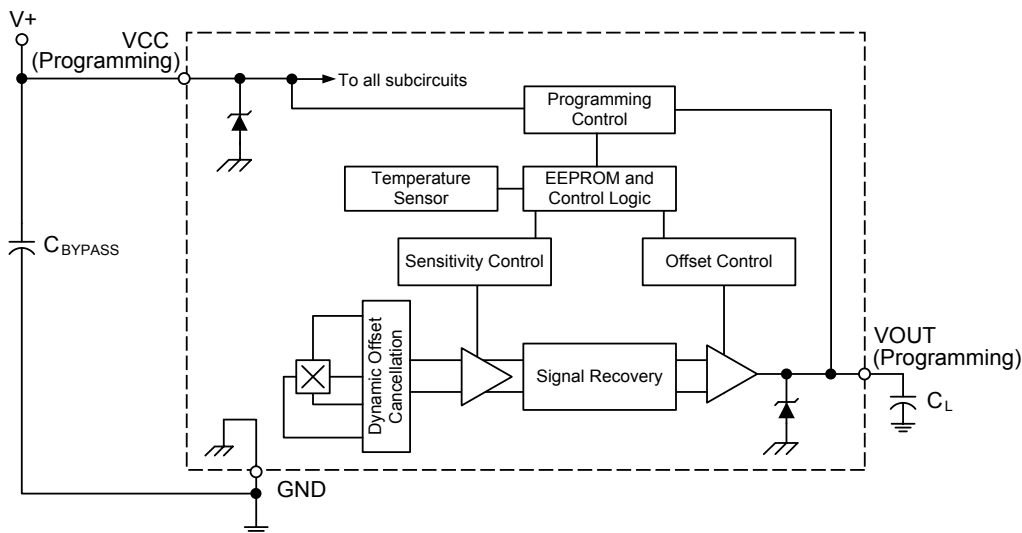 V+
VCC
(Programming)
To all subcircuits
Programming
Control
Temperature
Sensor
EEPROM and
Control Logic
CBYPASS
Sensitivity Control
Offset Control
Dynamic Offset
Cancellation
Signal Recovery
VOUT
(Programming)
CL
GND